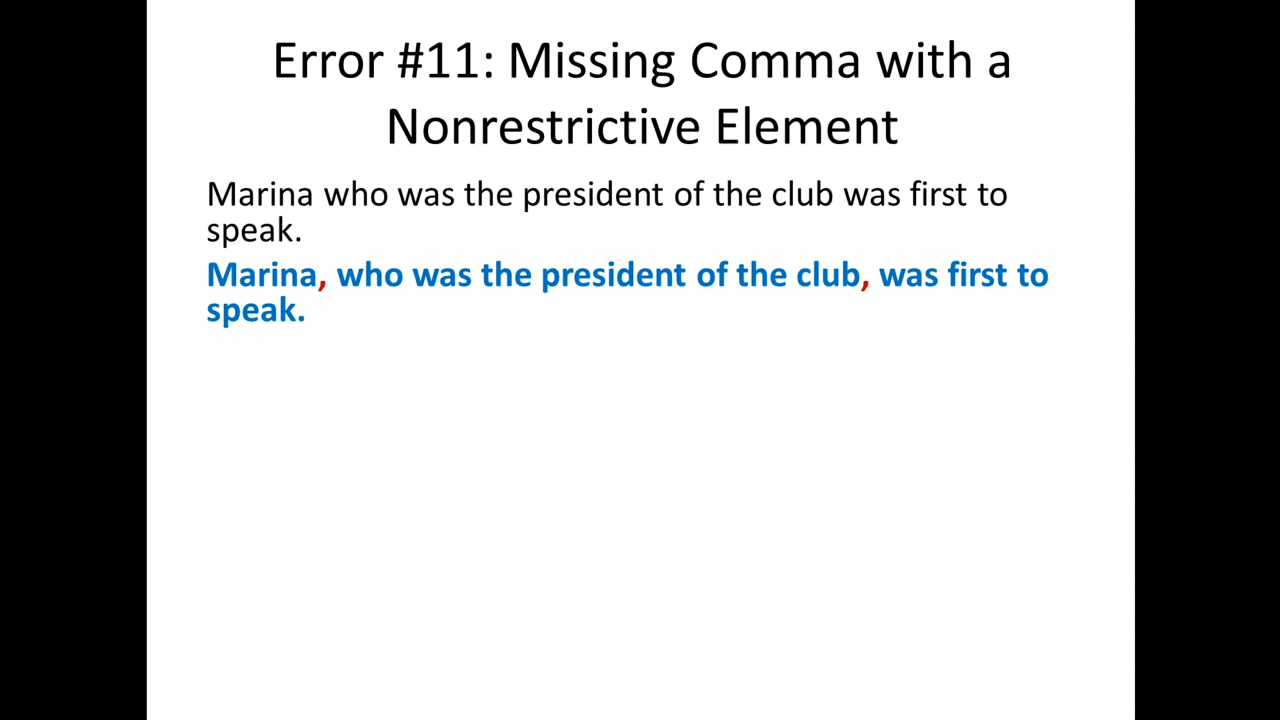 Error #11: Missing Comma with a
Nonrestrictive Element
Marina who was the president of the club was first to
speak.
Marina, who was the president of the club, was first to
speak.